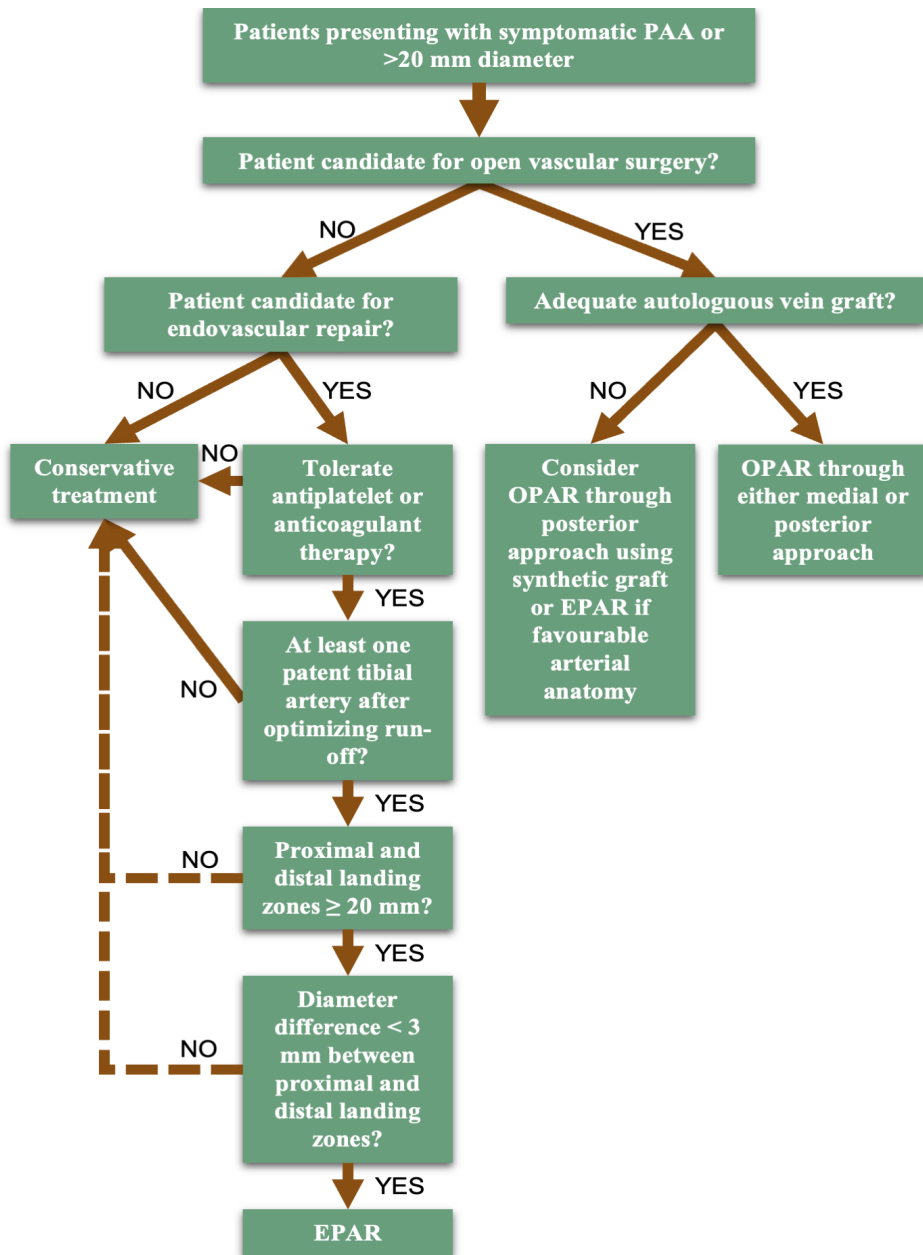 Patients presenting with symptomatic PAA or
>20 mm diameter
Patient candidate for open vascular surgery?
NO
YES
Patient candidate for
endovascular repair?
Adequate autologuous vein graft?
NO
YES
NO
YES
Conservative
treatment
NO
Tolerate
antiplatelet or
anticoagulant
therapy?
Consider
OPAR through
posterior
approach using
synthetic graft
or EPAR if
favourable
arterial
anatomy
OPAR through
either medial or
posterior
approach
YES
At least one
patent tibial
artery after
optimizing run-
off?
NO
YES
Proximal and
distal landing
zones ≥ 20 mm?
NO
YES
Diameter
difference < 3
mm between
proximal and
distal landing
zones?
NO
YES
EPAR